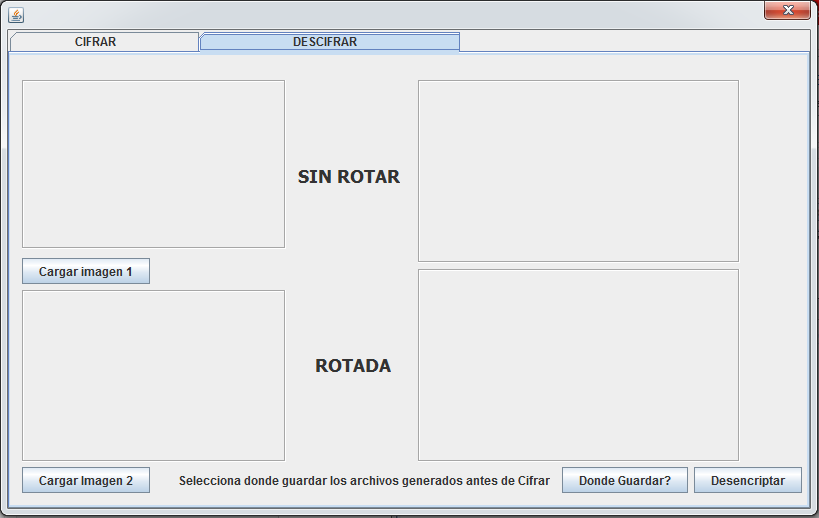 CIFRAR
DESCIFRAR
SIN ROTAR
Cargar imagen 1
ROTADA
Cargar Imagen 2
Selecciona donde guardar los archivos generados antes de Cifrar
Donde Guardar?
Desencriptar